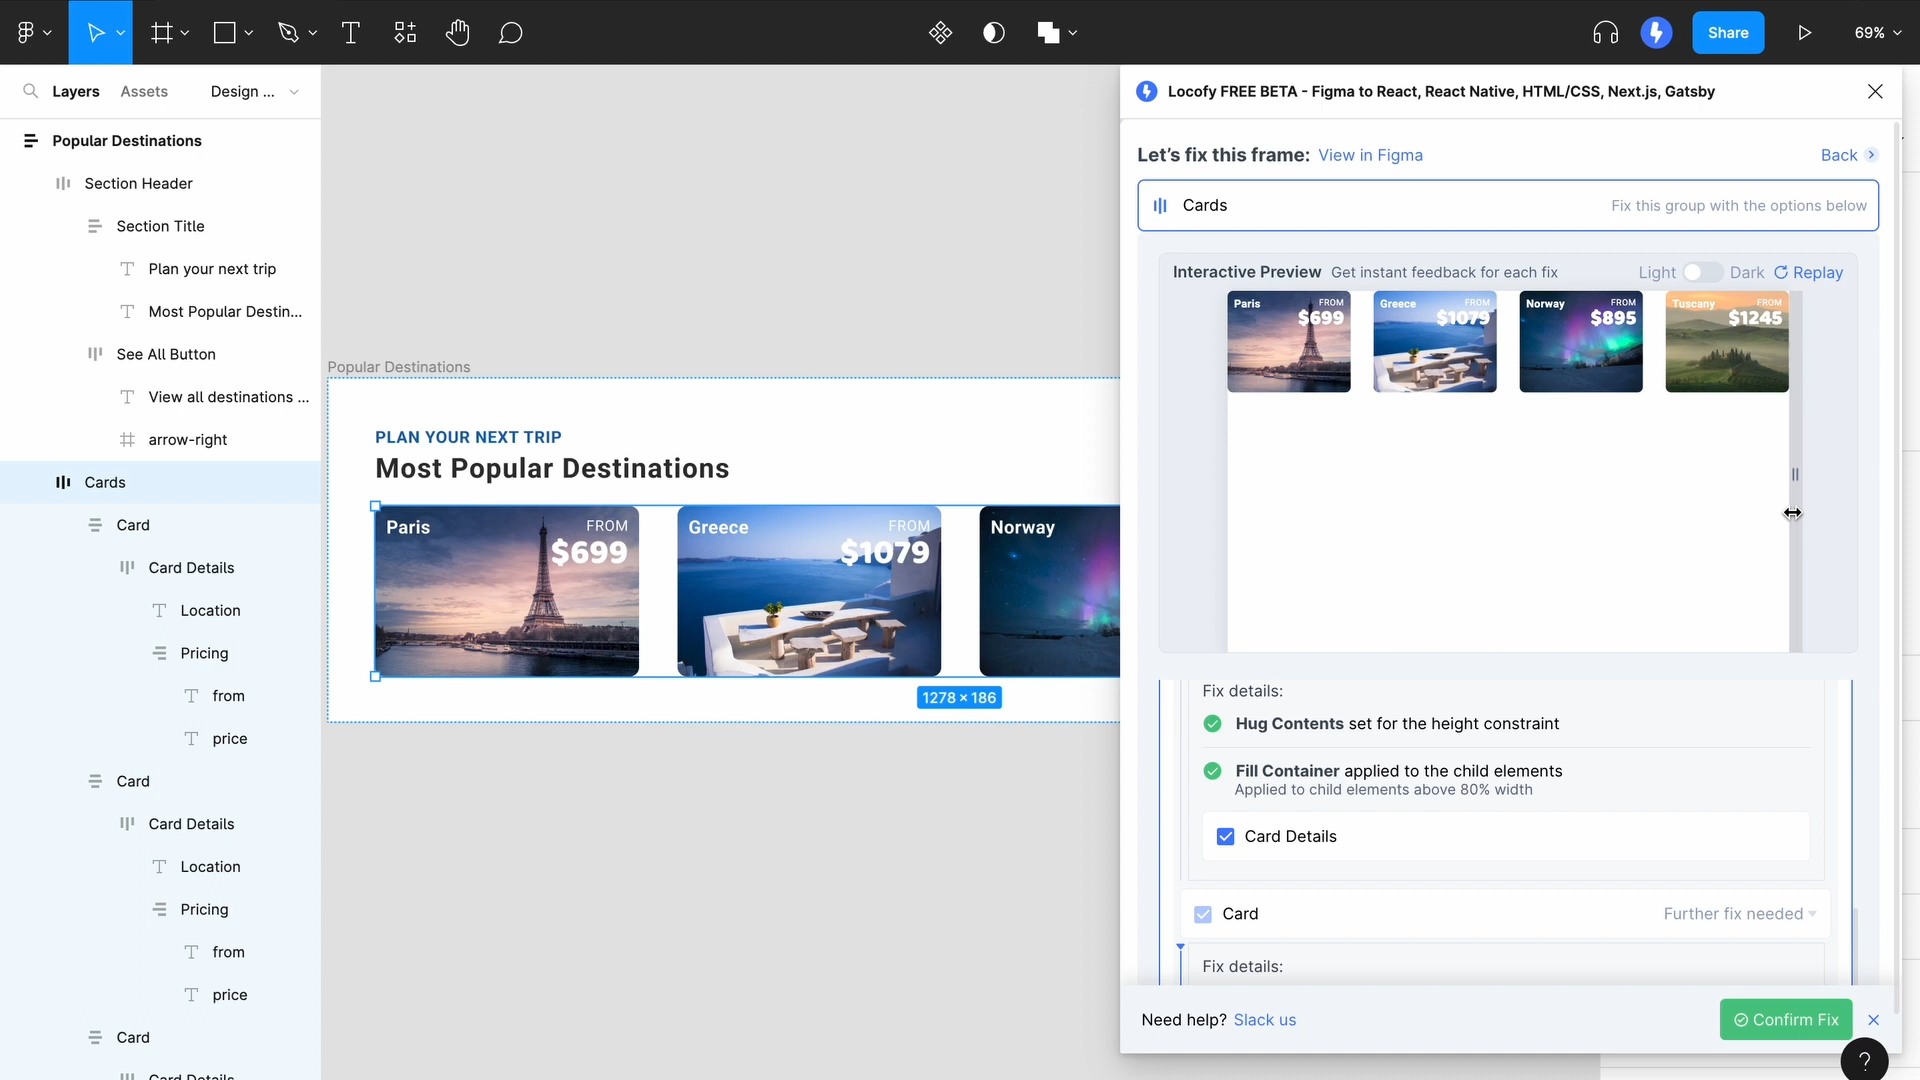 Share
69%
Layers
Assets
Design ...
Popular Destinations
Section Header
Section Title
Plan your next trip
Most Popular Destin...
See All Button
View all destinations ...
arrow-right
Cards
Card
Card Details
Location
Pricing
from
price
Card
Card Details
Location
Pricing
from
price
Card
Card Details
Popular Destinations
PLAN YOUR NEXT TRIP
Most Popular Destinations
Paris
FROM
$699
Greece
FROM
$1079
Norway
1278 × 186
Locofy FREE BETA - Figma to React, React Native, HTML/CSS, Next.js, Gatsby
Let’s fix this frame: View in Figma
Back
Cards
Fix this group with the options below
Interactive Preview Get instant feedback for each fix
Light
Dark
Replay
Paris
FROM
$699
Greece
FROM
$1079
Norway
FROM
$895
Tuscany
FROM
$1245
Fix details:
Hug Contents set for the height constraint
Fill Container applied to the child elements
Applied to child elements above 80% width
Card Details
Card
Further fix needed
Fix details:
Need help? Slack us
Confirm Fix
?